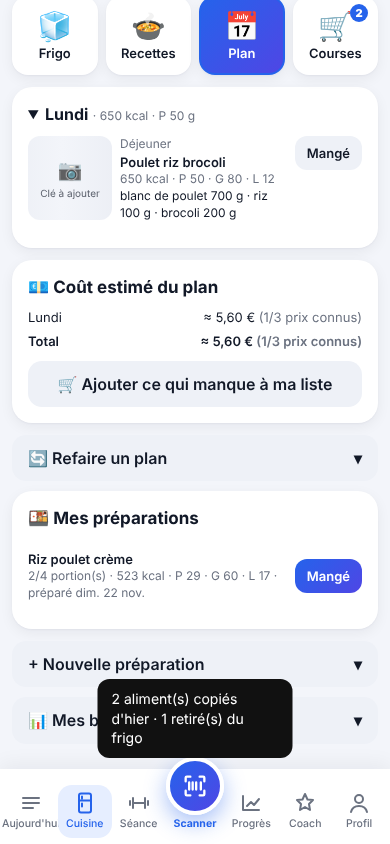 2
Frigo
Recettes
Plan
Courses
▼ Lundi · 650 kcal · P 50 g
Déjeuner
Poulet riz brocoli
650 kcal · P 50 · G 80 · L 12
blanc de poulet 700 g · riz
100 g · brocoli 200 g
Clé à ajouter
Mangé
Coût estimé du plan
Lundi ≈ 5,60 € (1/3 prix connus)
Total ≈ 5,60 € (1/3 prix connus)
Ajouter ce qui manque à ma liste
Refaire un plan ▼
Mes préparations
Riz poulet crème
2/4 portion(s) · 523 kcal · P 29 · G 60 · L 17 ·
préparé dim. 22 nov.
Mangé
+ Nouvelle préparation ▼
Mes b ▼
2 aliment(s) copiés
d'hier · 1 retiré(s) du
frigo
Aujourd'hu
Cuisine
Séance
Scanner
Progrès
Coach
Profil